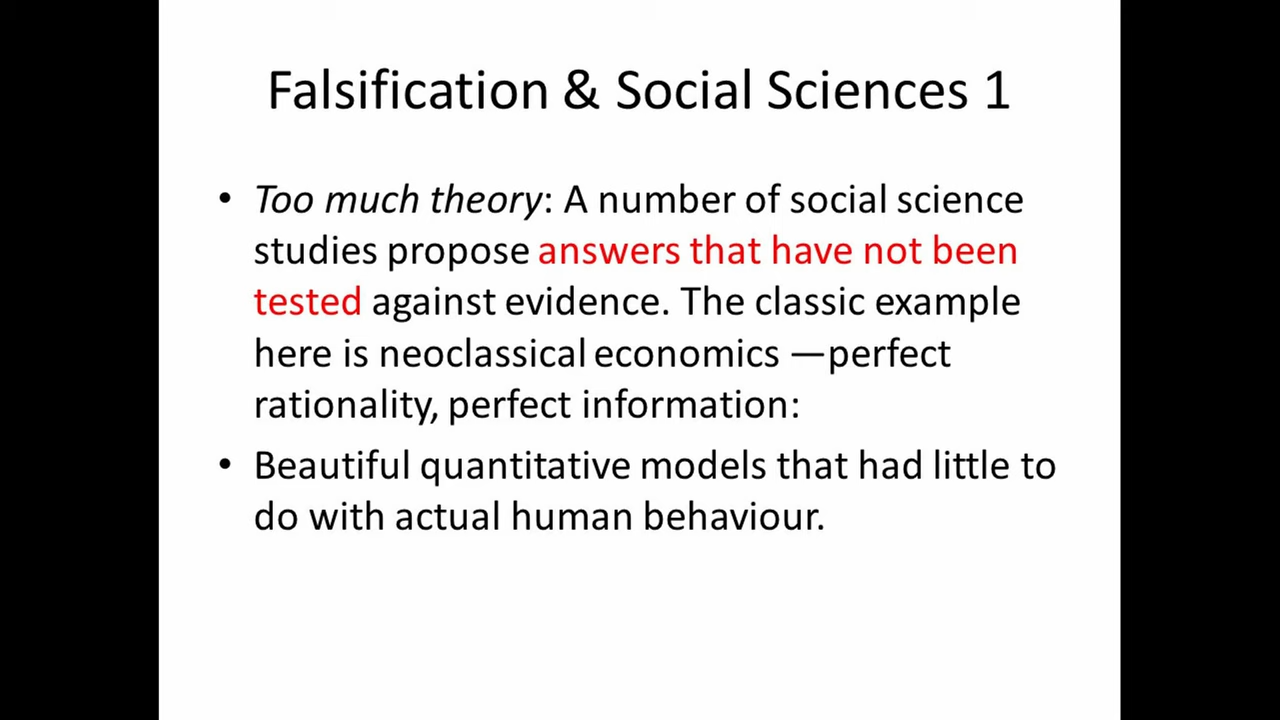 Falsification & Social Sciences 1
• Too much theory: A number of social science
studies propose answers that have not been
tested against evidence. The classic example
here is neoclassical economics —perfect
rationality, perfect information:
• Beautiful quantitative models that had little to
do with actual human behaviour.